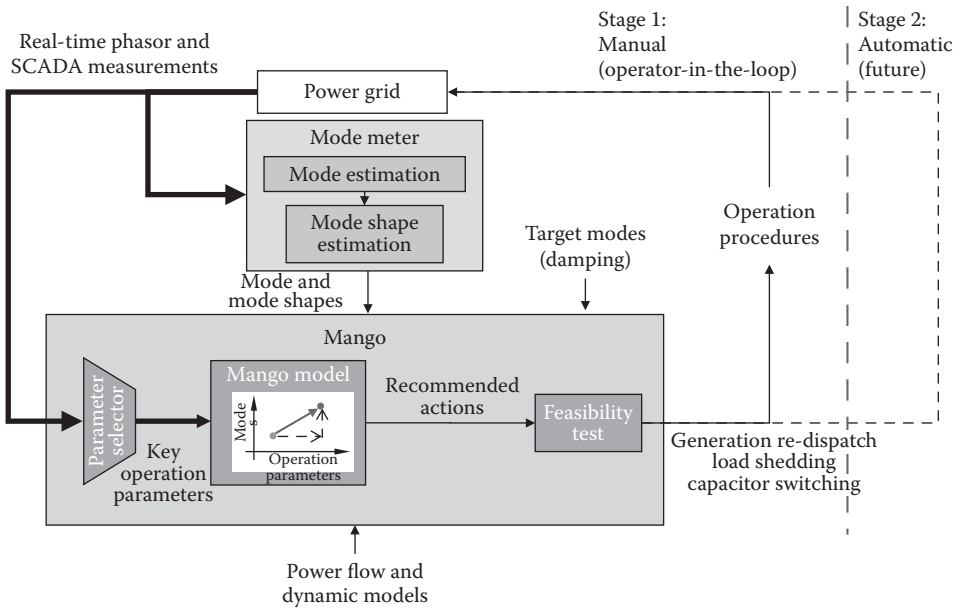 Real-time phasor and
SCADA measurements
Stage 1:
Manual
(operator-in-the-loop)
Stage 2:
Automatic
(future)
Power grid
Mode meter
Mode estimation
Mode shape
estimation
Mode and
mode shapes
Target modes
(damping)
Operation
procedures
Mango
Parameter
selector
Key
operation
parameters
Mango model
Mode
s
Operation
parameters
Recommended
actions
Feasibility
test
Generation re-dispatch
load shedding
capacitor switching
Power flow and
dynamic models